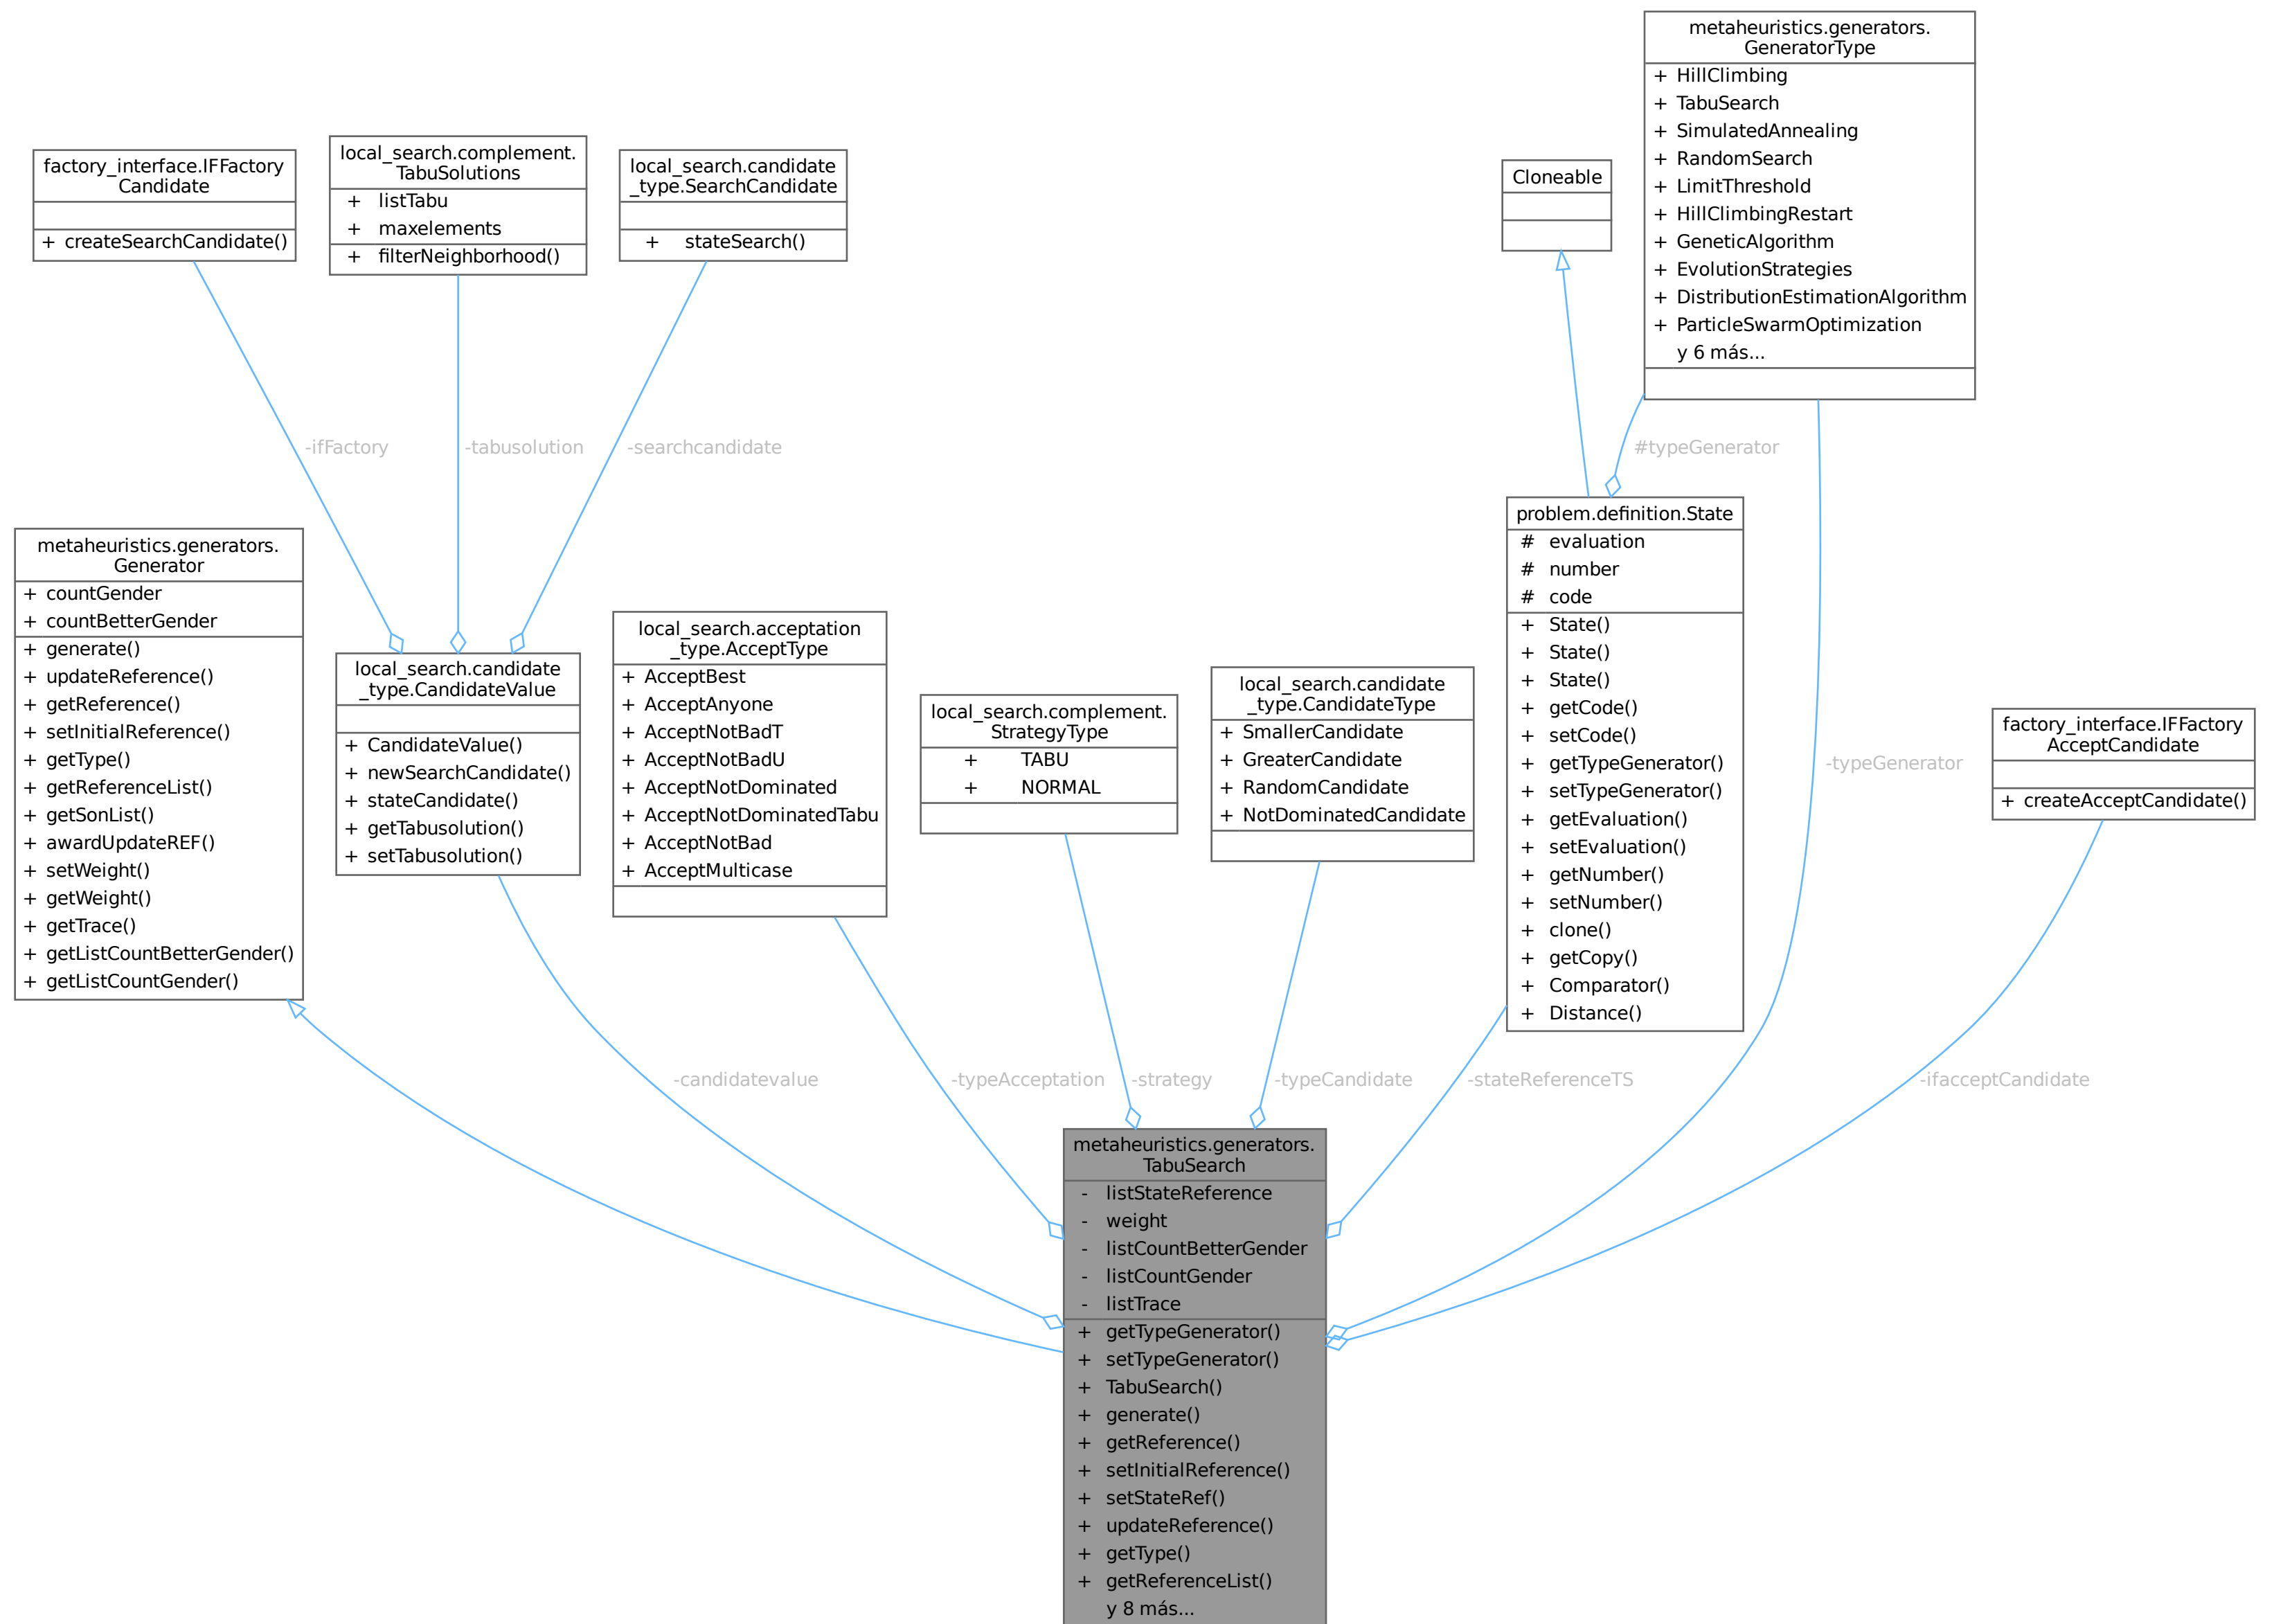 metaheuristics.generators.
GeneratorType
+ HillClimbing
+ TabuSearch
+ SimulatedAnnealing
+ RandomSearch
+ LimitThreshold
+ HillClimbingRestart
+ GeneticAlgorithm
+ EvolutionStrategies
+ DistributionEstimationAlgorithm
+ ParticleSwarmOptimization
y 6 más...
factory_interface.IFFactory
Candidate
+ createSearchCandidate()
local_search.complement.
TabuSolutions
+ listTabu
+ maxelements
+ filterNeighborhood()
local_search.candidate
_type.SearchCandidate
+ stateSearch()
Cloneable
-ifFactory
-tabusolution
-searchcandidate
#typeGenerator
metaheuristics.generators.
Generator
+ countGender
+ countBetterGender
+ generate()
+ updateReference()
+ getReference()
+ setInitialReference()
+ getType()
+ getReferenceList()
+ getSonList()
+ awardUpdateREF()
+ setWeight()
+ getWeight()
+ getTrace()
+ getListCountBetterGender()
+ getListCountGender()
local_search.candidate
_type.CandidateValue
+ CandidateValue()
+ newSearchCandidate()
+ stateCandidate()
+ getTabusolution()
+ setTabusolution()
local_search.acceptation
_type.AcceptType
+ AcceptBest
+ AcceptAnyone
+ AcceptNotBadT
+ AcceptNotBadU
+ AcceptNotDominated
+ AcceptNotDominatedTabu
+ AcceptNotBad
+ AcceptMulticase
local_search.complement.
StrategyType
+ TABU
+ NORMAL
local_search.candidate
_type.CandidateType
+ SmallerCandidate
+ GreaterCandidate
+ RandomCandidate
+ NotDominatedCandidate
problem.definition.State
# evaluation
# number
# code
+ State()
+ State()
+ State()
+ getCode()
+ setCode()
+ getTypeGenerator()
+ setTypeGenerator()
+ getEvaluation()
+ setEvaluation()
+ getNumber()
+ setNumber()
+ clone()
+ getCopy()
+ Comparator()
+ Distance()
-typeGenerator
factory_interface.IFFactory
AcceptCandidate
+ createAcceptCandidate()
-candidatevalue
-typeAcceptation
-strategy
-typeCandidate
-stateReferenceTS
-ifacceptCandidate
metaheuristics.generators.
TabuSearch
- listStateReference
- weight
- listCountBetterGender
- listCountGender
- listTrace
+ getTypeGenerator()
+ setTypeGenerator()
+ TabuSearch()
+ generate()
+ getReference()
+ setInitialReference()
+ setStateRef()
+ updateReference()
+ getType()
+ getReferenceList()
y 8 más...